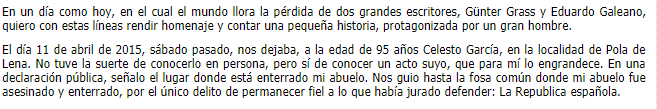 En un día como hoy, en el cual el mundo llora la pérdida de dos grandes escritores, Günter Grass y Eduardo Galeano,
quiero con estas líneas rendir homenaje y contar una pequeña historia, protagonizada por un gran hombre.
El día 11 de abril de 2015, sábado pasado, nos dejaba, a la edad de 95 años Celesto García, en la localidad de Pola de
Lena. No tuve la suerte de conocerlo en persona, pero sí de conocer un acto suyo, que para mí lo engrandece. En una
declaración pública, señalo el lugar donde está enterrado mi abuelo. Nos guio hasta la fosa común donde mi abuelo fue
asesinado y enterrado, por el único delito de permanecer fiel a lo que había jurado defender: La Republica española.